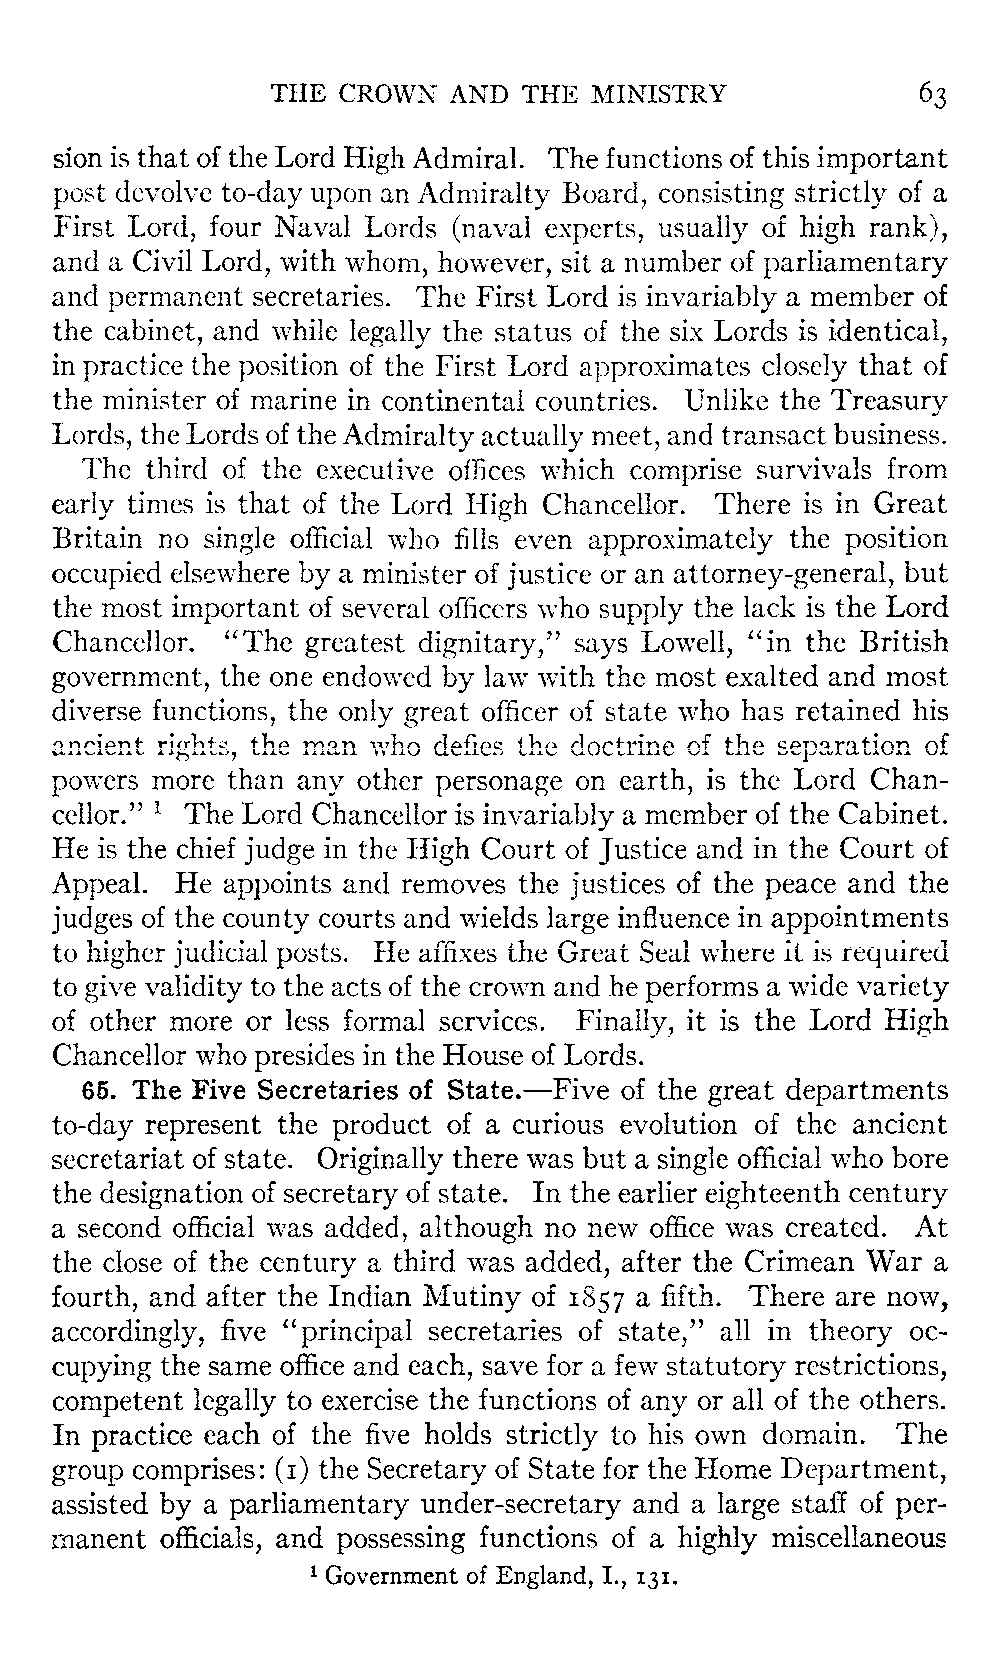 THE CROWN AND THE MINISTRY 63
sion is that of the Lord High Admiral. The functions of this important
post devolve to-day upon an Admiralty Board, consisting strictly of a
First Lord, four Naval Lords (naval experts, usually of high rank),
and a Civil Lord, with whom, however, sit a number of parliamentary
and permanent secretaries. The First Lord is invariably a member of
the cabinet, and while legally the status of the six Lords is identical,
in practice the position of the First Lord approximates closely that of
the minister of marine in continental countries. Unlike the Treasury
Lords, the Lords of the Admiralty actually meet, and transact business.
The third of the executive offices which comprise survivals from
early times is that of the Lord High Chancellor. There is in Great
Britain no single official who fills even approximately the position
occupied elsewhere by a minister of justice or an attorney-general, but
the most important of several officers who supply the lack is the Lord
Chancellor. “The greatest dignitary,” says Lowell, “in the British
government, the one endowed by law with the most exalted and most
diverse functions, the only great officer of state who has retained his
ancient rights, the man who defies the doctrine of the separation of
powers more than any other personage on earth, is the Lord Chan-
cellor.” ¹ The Lord Chancellor is invariably a member of the Cabinet.
He is the chief judge in the High Court of Justice and in the Court of
Appeal. He appoints and removes the justices of the peace and the
judges of the county courts and wields large influence in appointments
to higher judicial posts. He affixes the Great Seal where it is required
to give validity to the acts of the crown and he performs a wide variety
of other more or less formal services. Finally, it is the Lord High
Chancellor who presides in the House of Lords.
65. The Five Secretaries of State.—Five of the great departments
to-day represent the product of a curious evolution of the ancient
secretariat of state. Originally there was but a single official who bore
the designation of secretary of state. In the earlier eighteenth century
a second official was added, although no new office was created. At
the close of the century a third was added, after the Crimean War a
fourth, and after the Indian Mutiny of 1857 a fifth. There are now,
accordingly, five “principal secretaries of state,” all in theory oc-
cupying the same office and each, save for a few statutory restrictions,
competent legally to exercise the functions of any or all of the others.
In practice each of the five holds strictly to his own domain. The
group comprises: (1) the Secretary of State for the Home Department,
assisted by a parliamentary under-secretary and a large staff of per-
manent officials, and possessing functions of a highly miscellaneous
¹ Government of England, I., 131.